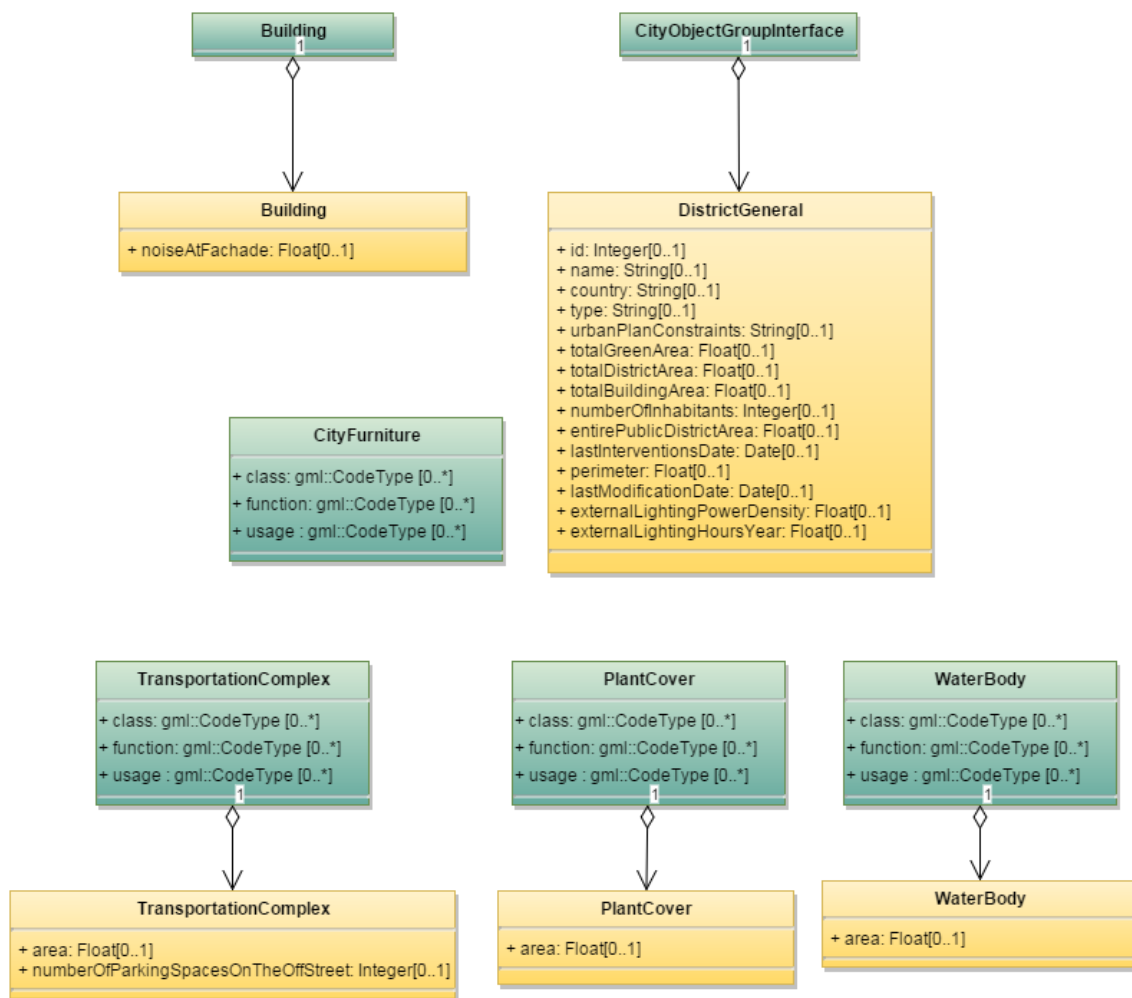 Building
1
CityObjectGroupInterface
1
Building
+ noiseAtFachade: Float[0..1]
DistrictGeneral
+ id: Integer[0..1]
+ name: String[0..1]
+ country: String[0..1]
+ type: String[0..1]
+ urbanPlanConstraints: String[0..1]
+ totalGreenArea: Float[0..1]
+ totalDistrictArea: Float[0..1]
+ totalBuildingArea: Float[0..1]
+ numberOfInhabitants: Integer[0..1]
+ entirePublicDistrictArea: Float[0..1]
+ lastInterventionsDate: Date[0..1]
+ perimeter: Float[0..1]
+ lastModificationDate: Date[0..1]
+ externalLightingPowerDensity: Float[0..1]
+ externalLightingHoursYear: Float[0..1]
CityFurniture
+ class: gml::CodeType [0..*]
+ function: gml::CodeType [0..*]
+ usage : gml::CodeType [0..*]
TransportationComplex
+ class: gml::CodeType [0..*]
+ function: gml::CodeType [0..*]
+ usage : gml::CodeType [0..*]
1
PlantCover
+ class: gml::CodeType [0..*]
+ function: gml::CodeType [0..*]
+ usage : gml::CodeType [0..*]
1
WaterBody
+ class: gml::CodeType [0..*]
+ function: gml::CodeType [0..*]
+ usage : gml::CodeType [0..*]
1
TransportationComplex
+ area: Float[0..1]
+ numberOfParkingSpacesOnTheOffStreet: Integer[0..1]
PlantCover
+ area: Float[0..1]
WaterBody
+ area: Float[0..1]